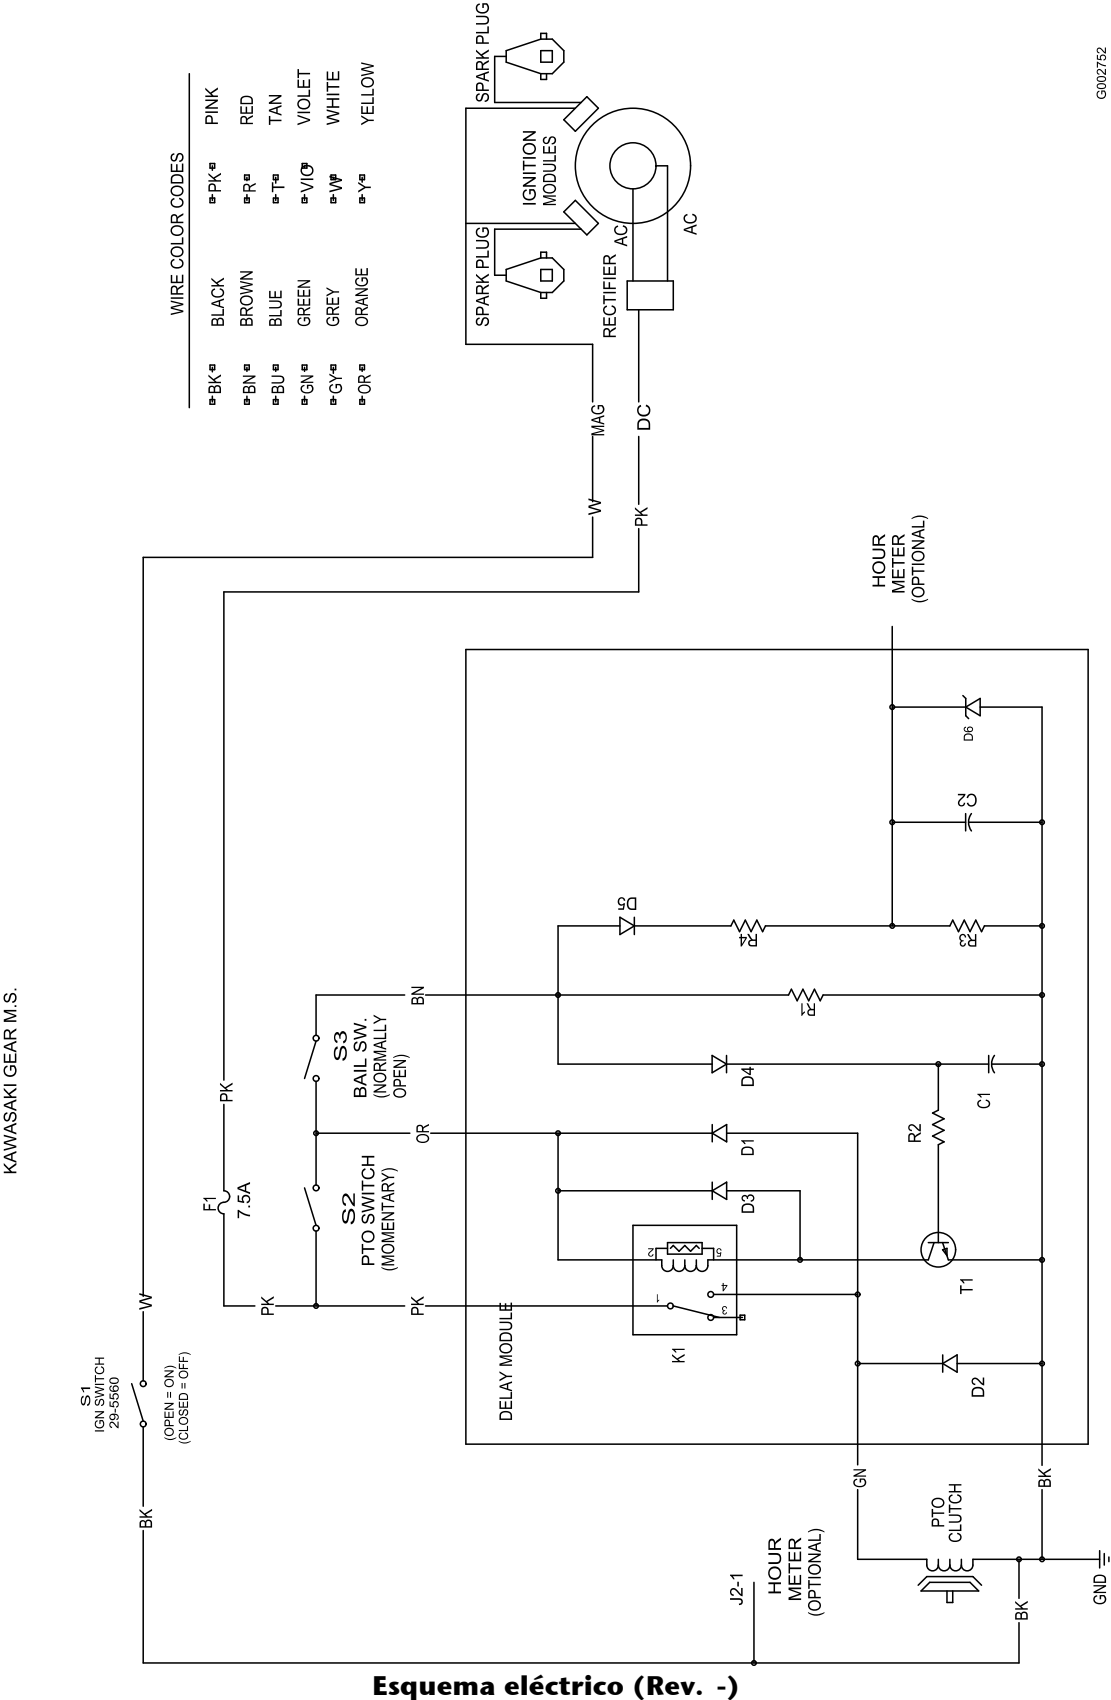 KAWASAKI GEAR M.S.
G002752
WIRE COLOR CODES
BK BLACK PK PINK
BN BROWN R RED
BU BLUE T TAN
GN GREEN VIO VIOLET
GY GREY W WHITE
OR ORANGE Y YELLOW
SPARK PLUG
SPARK PLUG
IGNITION
MODULES
RECTIFIER
AC
AC
MAG
DC
W
PK
HOUR
METER
(OPTIONAL)
S1
IGN SWITCH
29-5560
(OPEN = ON)
(CLOSED = OFF)
W
BK
F1
7.5A
PK
PK
PK
S2
PTO SWITCH
(MOMENTARY)
S3
BAIL SW.
(NORMALLY
OPEN)
BN
OR
DELAY MODULE
K1
1
2
3
4
5
D1
D2
D3
D4
D5
D6
R1
R2
R3
R4
C1
C2
T1
GN
BK
PTO
CLUTCH
BK
GND
J2-1
HOUR
METER
(OPTIONAL)
Esquema eléctrico (Rev. -)